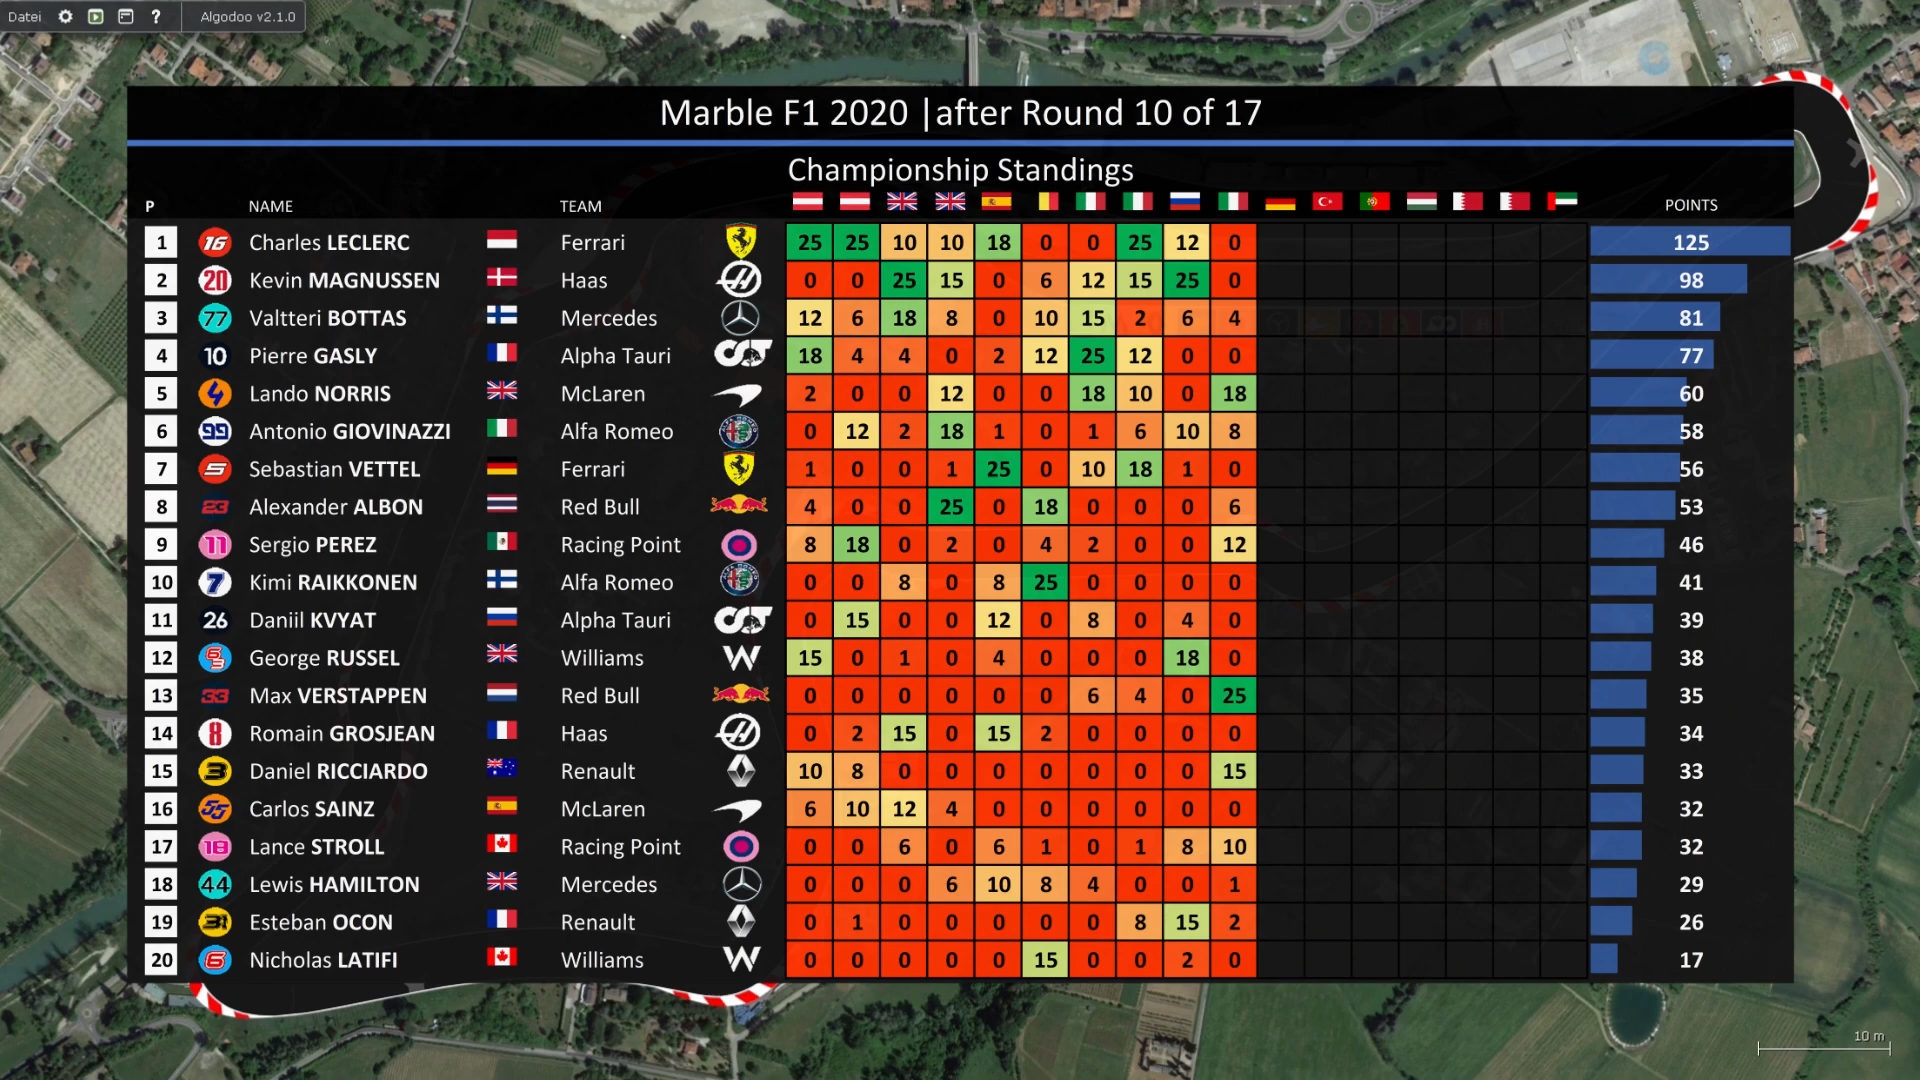 Datei ? Algodoo v2.1.0
Marble F1 2020 |after Round 10 of 17
Championship Standings
P NAME TEAM POINTS
1 16 Charles LECLERC Ferrari 25 25 10 10 18 0 0 25 12 0 125
2 20 Kevin MAGNUSSEN Haas 0 0 25 15 0 6 12 15 25 0 98
3 77 Valtteri BOTTAS Mercedes 12 6 18 8 0 10 15 2 6 4 81
4 10 Pierre GASLY Alpha Tauri 18 4 4 0 2 12 25 12 0 0 77
5 4 Lando NORRIS McLaren 2 0 0 12 0 0 18 10 0 18 60
6 99 Antonio GIOVINAZZI Alfa Romeo 0 12 2 18 1 0 1 6 10 8 58
7 5 Sebastian VETTEL Ferrari 1 0 0 1 25 0 10 18 1 0 56
8 23 Alexander ALBON Red Bull 4 0 0 25 0 18 0 0 0 6 53
9 11 Sergio PEREZ Racing Point 8 18 0 2 0 4 2 0 0 12 46
10 7 Kimi RAIKKONEN Alfa Romeo 0 0 8 0 8 25 0 0 0 0 41
11 26 Daniil KVYAT Alpha Tauri 0 15 0 0 12 0 8 0 4 0 39
12 63 George RUSSEL Williams 15 0 1 0 4 0 0 0 18 0 38
13 33 Max VERSTAPPEN Red Bull 0 0 0 0 0 0 6 4 0 25 35
14 8 Romain GROSJEAN Haas 0 2 15 0 15 2 0 0 0 0 34
15 3 Daniel RICCIARDO Renault 10 8 0 0 0 0 0 0 0 15 33
16 55 Carlos SAINZ McLaren 6 10 12 4 0 0 0 0 0 0 32
17 18 Lance STROLL Racing Point 0 0 6 0 6 1 0 1 8 10 32
18 44 Lewis HAMILTON Mercedes 0 0 0 6 10 8 4 0 0 1 29
19 31 Esteban OCON Renault 0 1 0 0 0 0 0 8 15 2 26
20 6 Nicholas LATIFI Williams 0 0 0 0 0 15 0 0 2 0 17
10 m